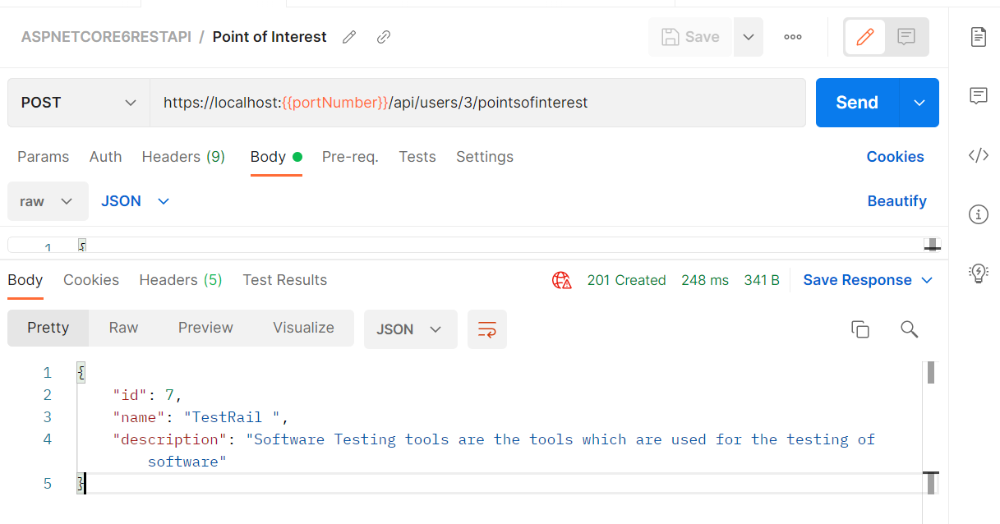 ASPNETCORE6RESTAPI / Point of Interest Save
POST https://localhost:{{portNumber}}/api/users/3/pointsofinterest Send
Params Auth Headers (9) Body Pre-req. Tests Settings Cookies
raw JSON Beautify
1 {
Body Cookies Headers (5) Test Results 201 Created 248 ms 341 B Save Response
Pretty Raw Preview Visualize JSON
1 {
2 "id": 7,
3 "name": "TestRail ",
4 "description": "Software Testing tools are the tools which are used for the testing of
software"
5 }